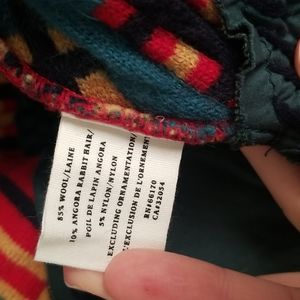 85% WOOL/LAINE
10% ANGORA RABBIT HAIR/
POIL DE LAPIN ANGORA
5% NYLON/NYLON
EXCLUDING ORNAMENTATION/
L'EXCLUSION DE L'ORNEMENT
RN#66170
CA#32054